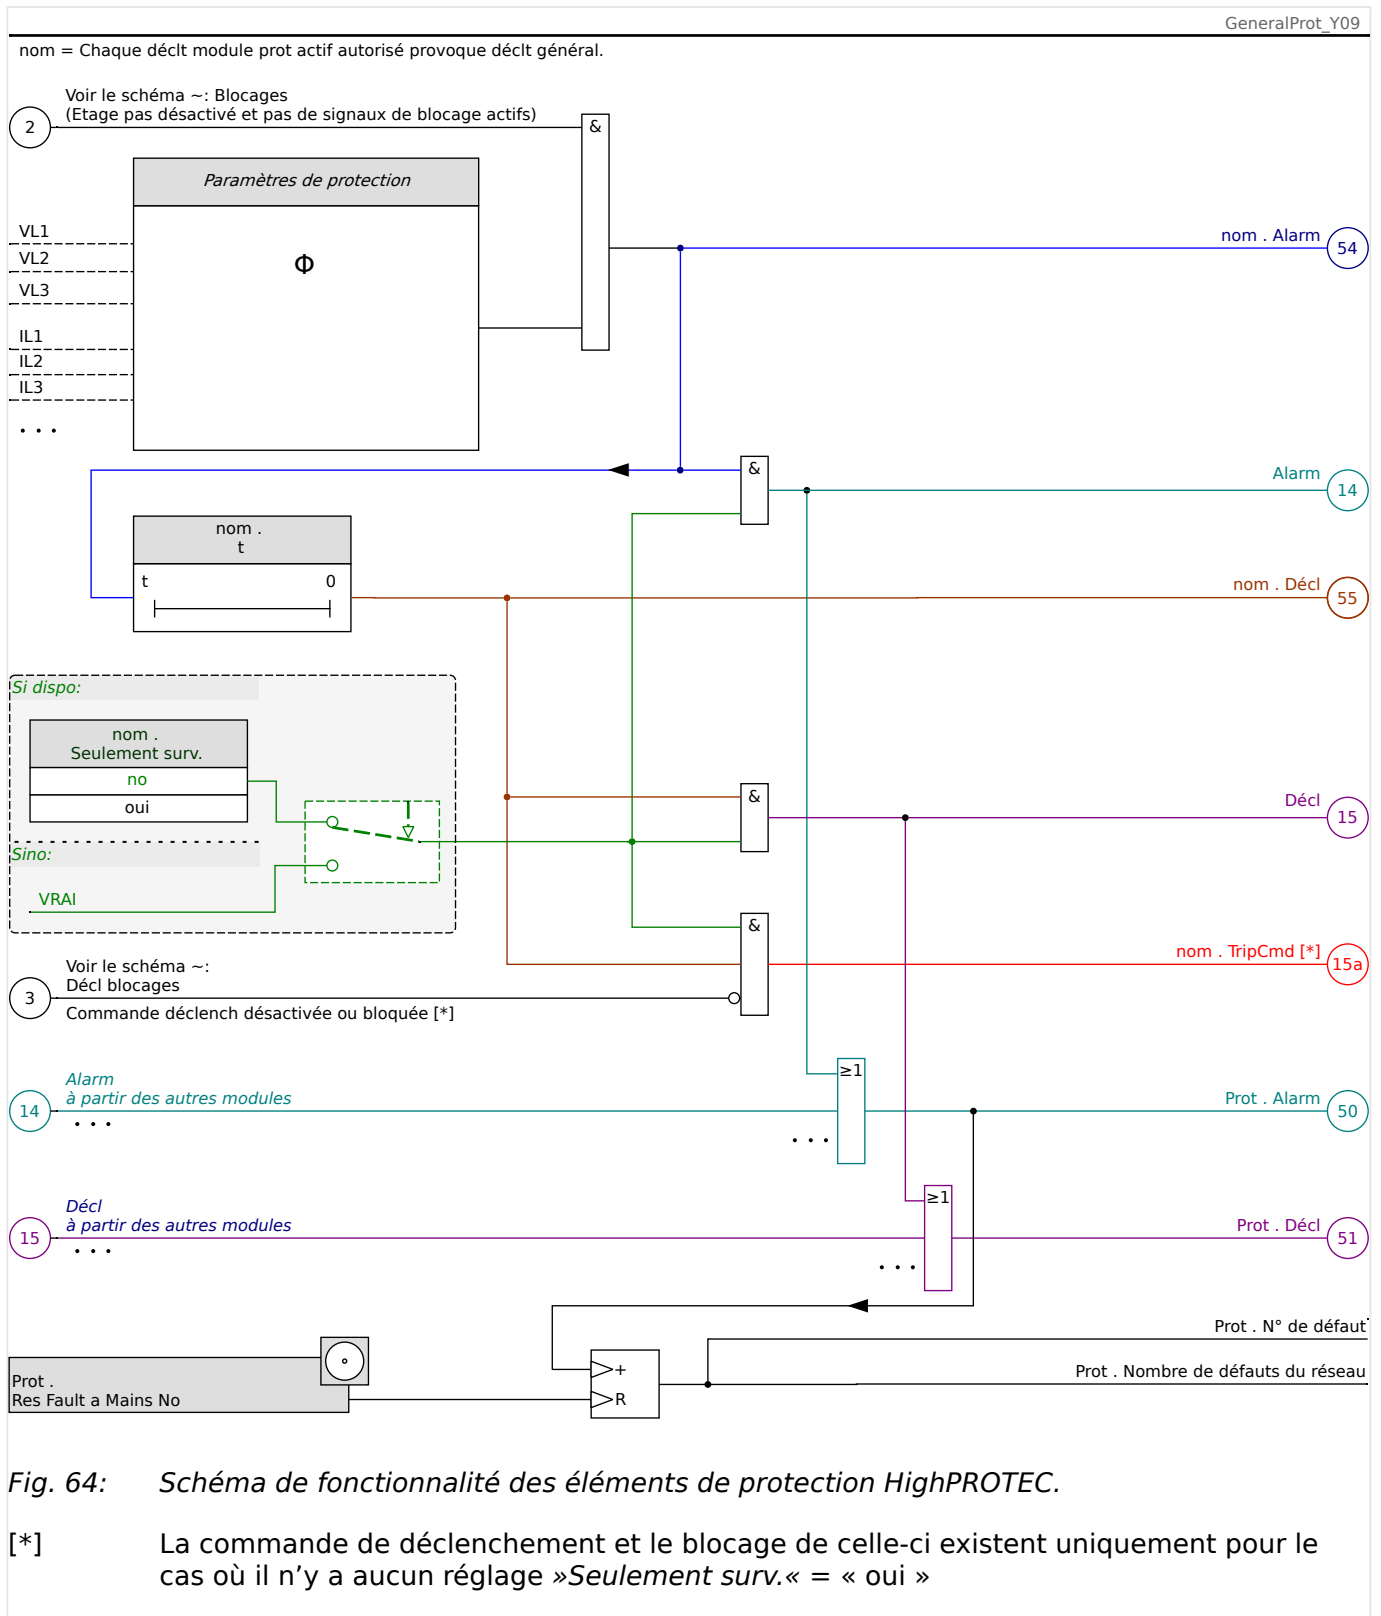 GeneralProt_Y09
nom = Chaque déclt module prot actif autorisé provoque déclt général.
Voir le schéma ~: Blocages
(Etage pas désactivé et pas de signaux de blocage actifs)
2
&
Paramètres de protection
VL1
VL2
VL3
Φ
nom . Alarm
54
IL1
IL2
IL3
. . .
&
Alarm
14
nom .
t
t 0
nom . Décl
55
Si dispo:
nom .
Seulement surv.
no
oui
&
Décl
15
Sino:
VRAI
&
nom . TripCmd [*]
15a
Voir le schéma ~:
Décl blocages
3
Commande déclench désactivée ou bloquée [*]
≥1
Alarm
à partir des autres modules
14
. . .
. . .
Prot . Alarm
50
≥1
Décl
à partir des autres modules
15
. . .
. . .
Prot . Décl
51
Prot . N° de défaut
Prot . Nombre de défauts du réseau
+
R
Prot .
Res Fault a Mains No
Fig. 64: Schéma de fonctionnalité des éléments de protection HighPROTEC.
[*] La commande de déclenchement et le blocage de celle-ci existent uniquement pour le
cas où il n’y a aucun réglage »Seulement surv.« = « oui »